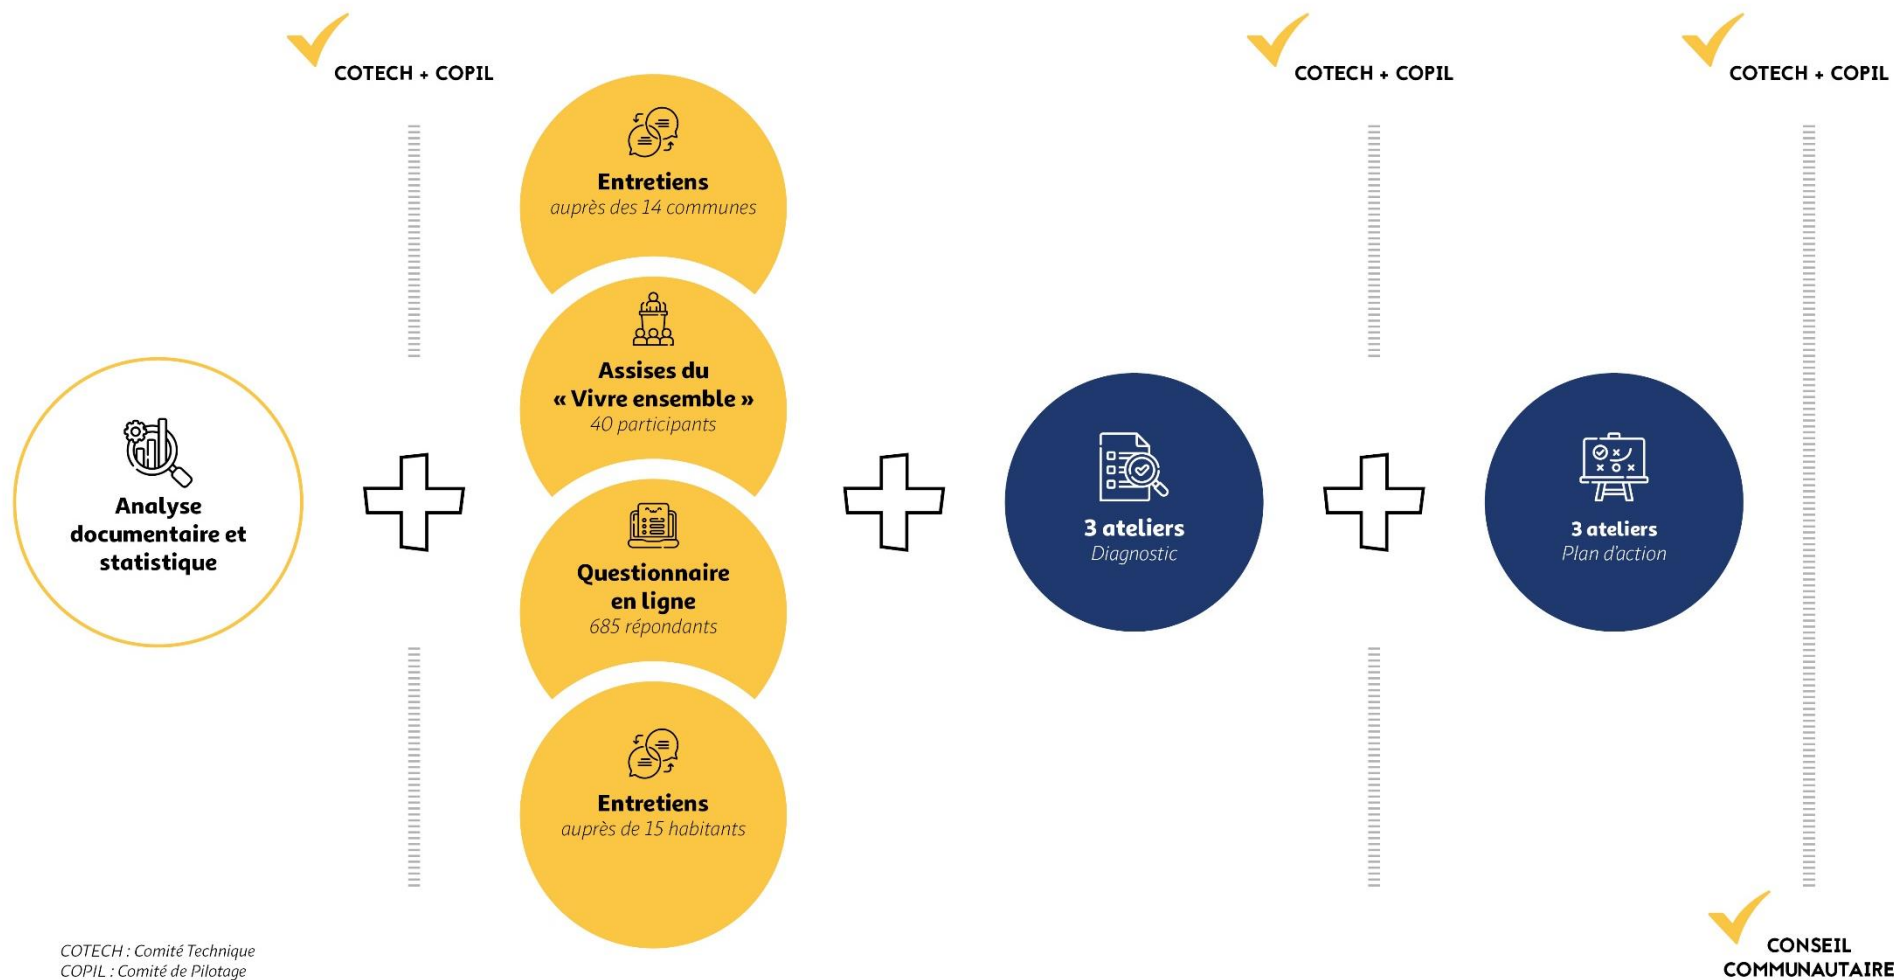 COTECH + COPIL
COTECH + COPIL
COTECH + COPIL
Analyse
documentaire et
statistique
Entretiens
auprès des 14 communes
Assises du
« Vivre ensemble »
40 participants
Questionnaire
en ligne
685 répondants
Entretiens
auprès de 15 habitants
3 ateliers
Diagnostic
3 ateliers
Plan d'action
CONSEIL
COMMUNAUTAIRE
COTECH : Comité Technique
COPIL : Comité de Pilotage